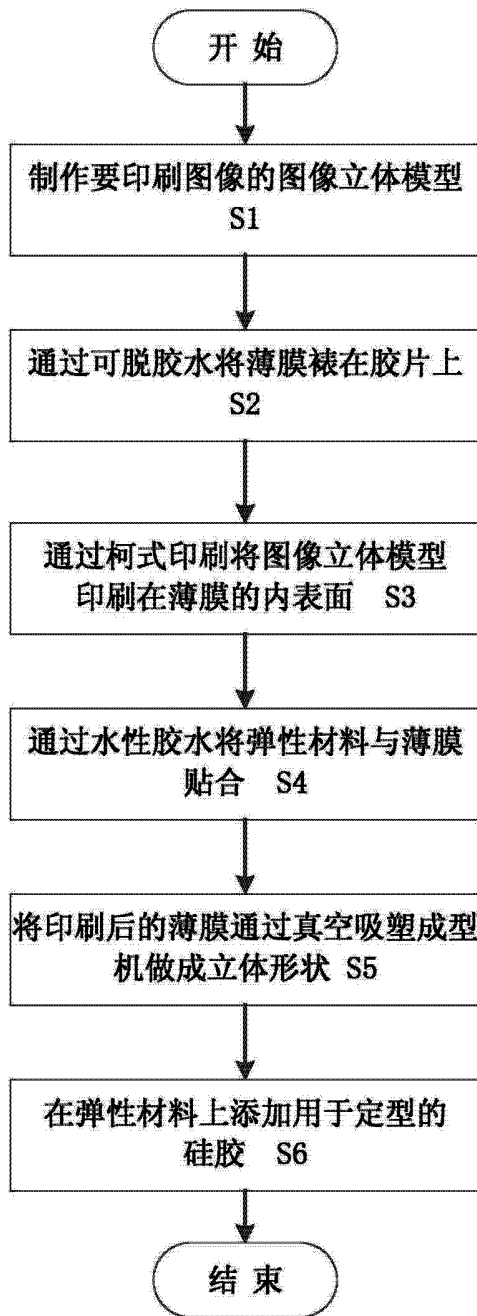 开 始
制作要印刷图像的图像立体模型
S1
通过可脱胶水将薄膜裱在胶片上
S2
通过柯式印刷将图像立体模型
印刷在薄膜的内表面 S3
通过水性胶水将弹性材料与薄膜
贴合 S4
将印刷后的薄膜通过真空吸塑成型
机做成立体形状 S5
在弹性材料上添加用于定型的
硅胶 S6
结 束